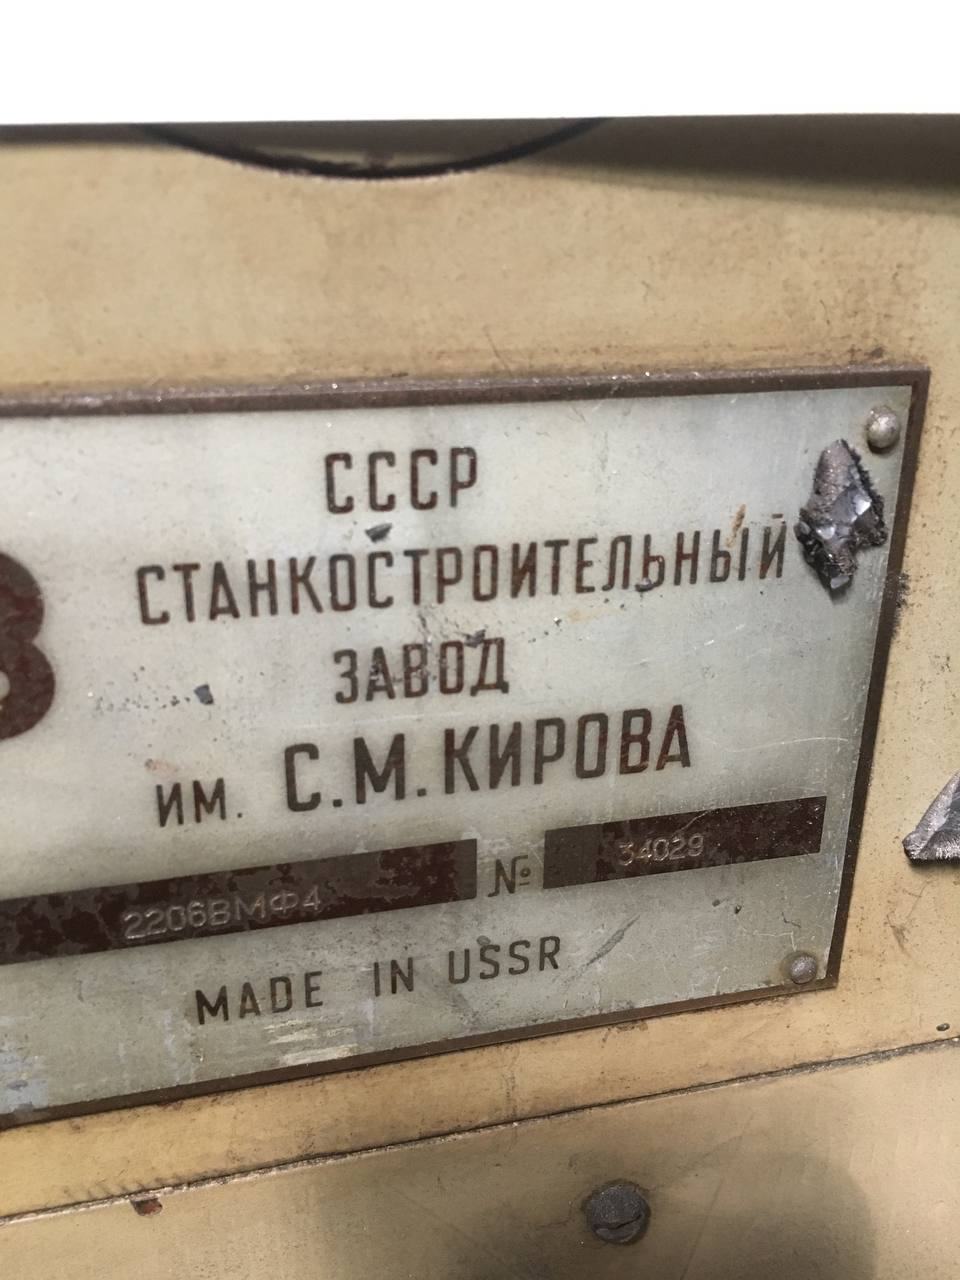 В
СССР
СТАНКОСТРОИТЕЛЬНЫЙ
ЗАВОД
ИМ. С.М.КИРОВА
2206ВМФ4 № 34029
MADE IN USSR